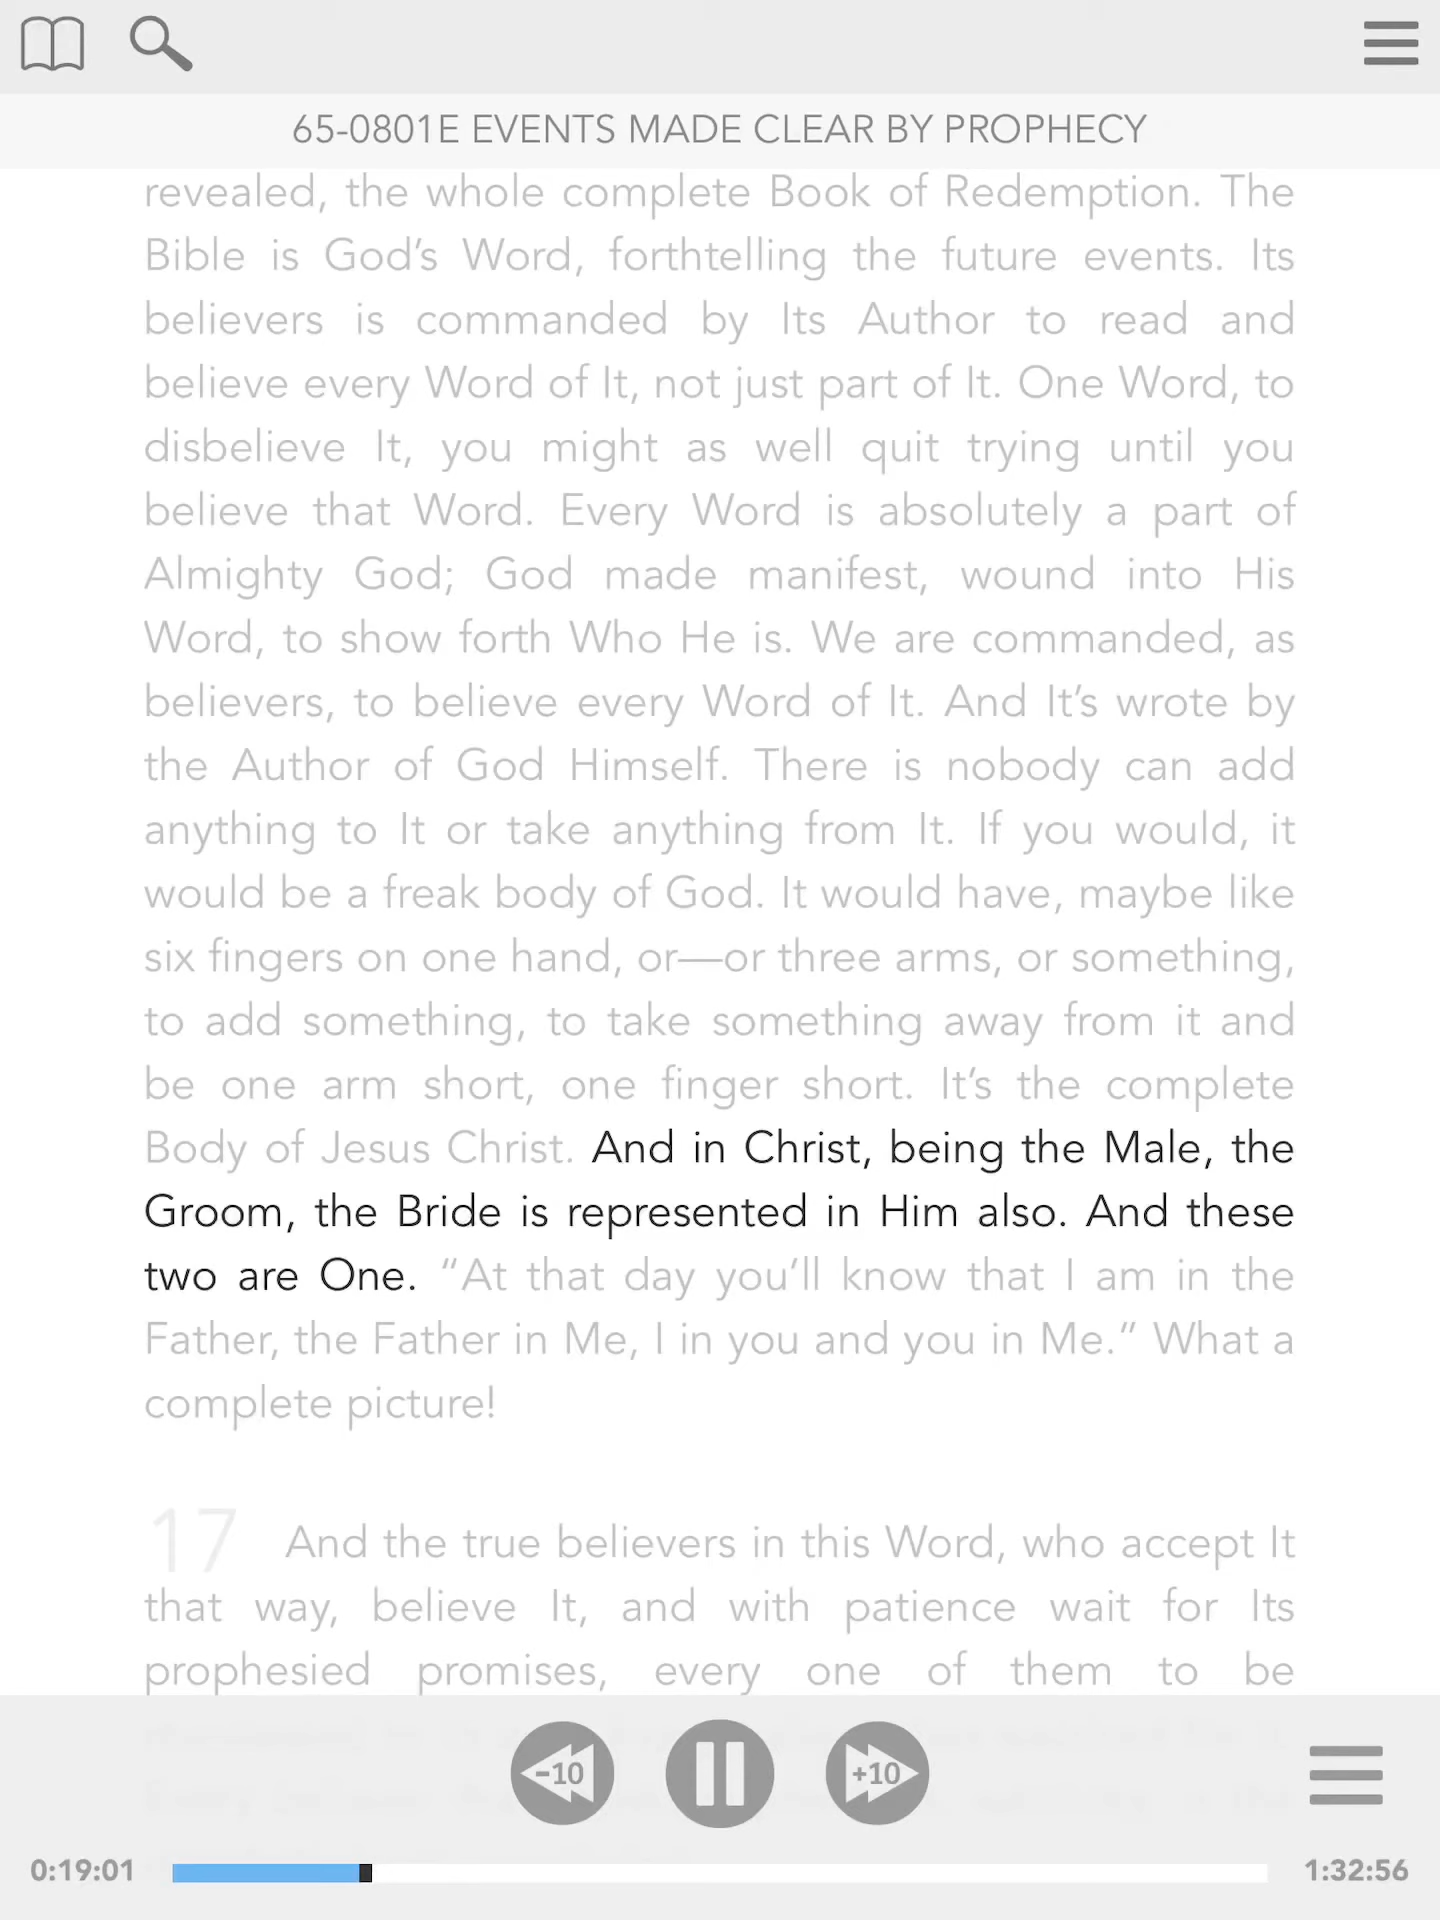 65-0801E EVENTS MADE CLEAR BY PROPHECY
revealed, the whole complete Book of Redemption. The
Bible is God’s Word, forthtelling the future events. Its
believers is commanded by Its Author to read and
believe every Word of It, not just part of It. One Word, to
disbelieve It, you might as well quit trying until you
believe that Word. Every Word is absolutely a part of
Almighty God; God made manifest, wound into His
Word, to show forth Who He is. We are commanded, as
believers, to believe every Word of It. And It’s wrote by
the Author of God Himself. There is nobody can add
anything to It or take anything from It. If you would, it
would be a freak body of God. It would have, maybe like
six fingers on one hand, or—or three arms, or something,
to add something, to take something away from it and
be one arm short, one finger short. It’s the complete
Body of Jesus Christ. And in Christ, being the Male, the
Groom, the Bride is represented in Him also. And these
two are One. “At that day you’ll know that I am in the
Father, the Father in Me, I in you and you in Me.” What a
complete picture!
17 And the true believers in this Word, who accept It
that way, believe It, and with patience wait for Its
prophesied promises, every one of them to be
-10 +10
0:19:01 1:32:56